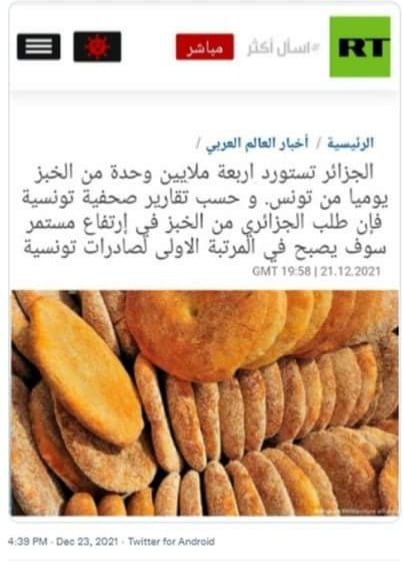 RT
#اسأل أكثر
مباشر
الرئيسية / أخبار العالم العربي /
الجزائر تستورد اربعة ملايين وحدة من الخبز
يوميا من تونس. و حسب تقارير صحفية تونسية
فإن طلب الجزائري من الخبز في إرتفاع مستمر
سوف يصبح في المرتبة الاولى لصادرات تونسية
GMT 19:58 | 21.12.2021
4:39 PM · Dec 23, 2021 · Twitter for Android